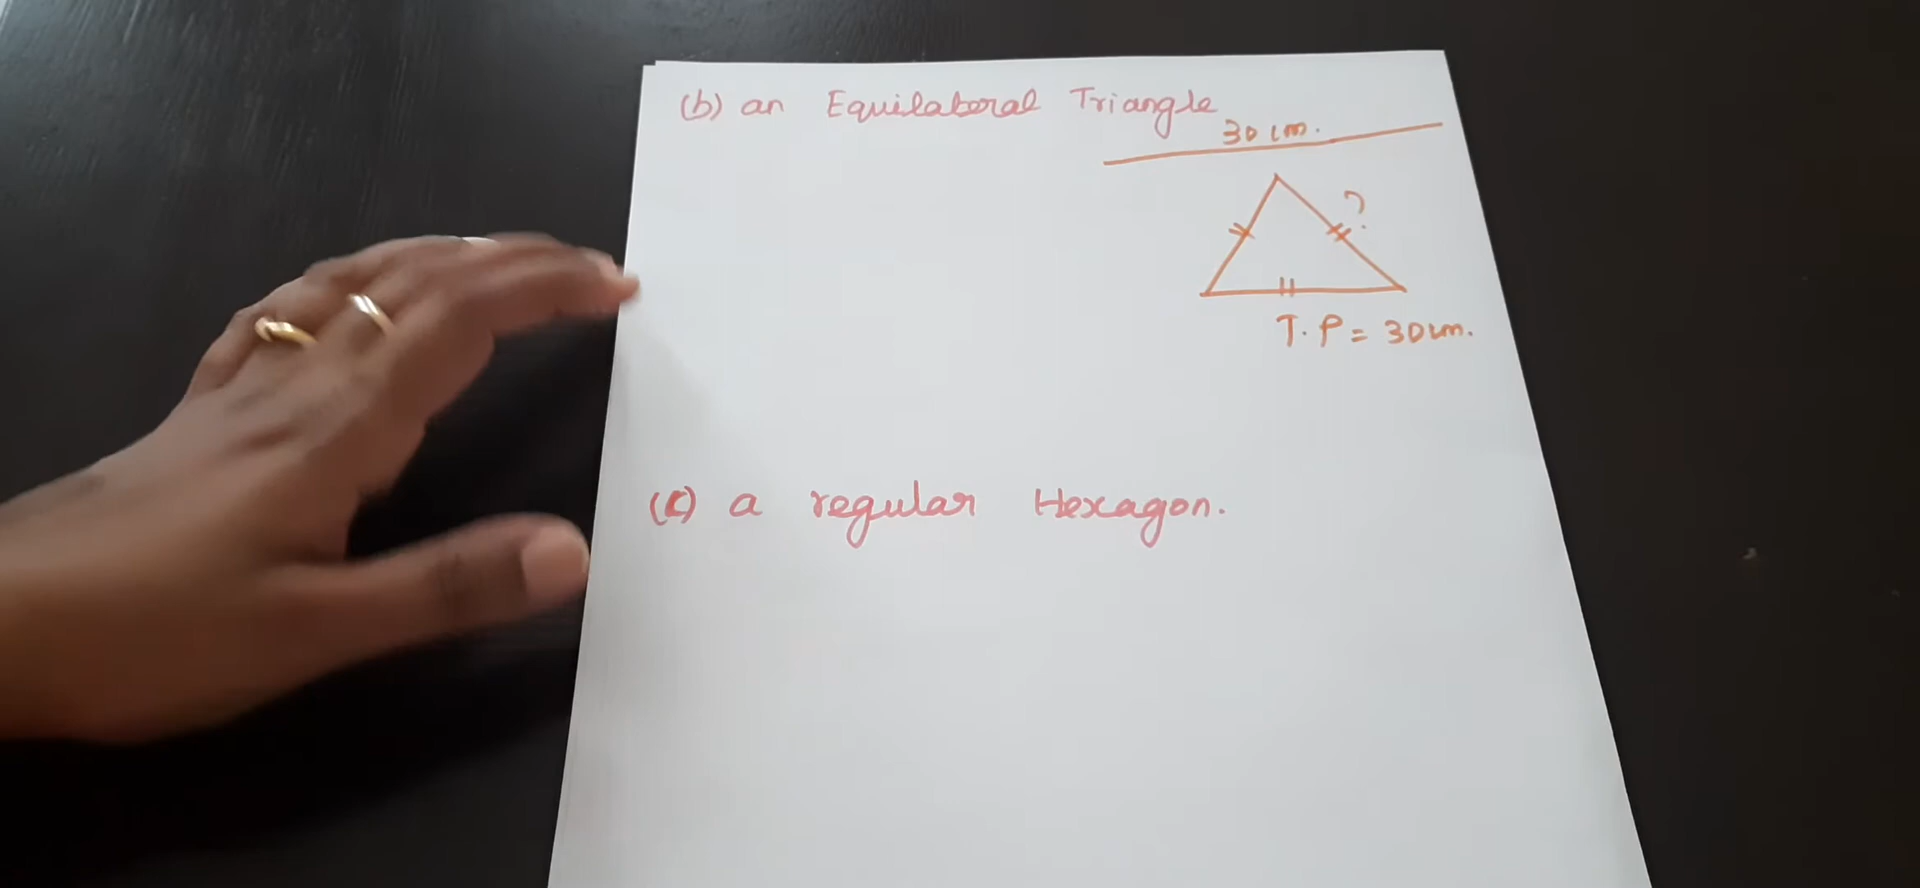 (b) an Equilateral Triangle
30 cm.
?
T. P = 30 cm.
(c) a regular Hexagon.